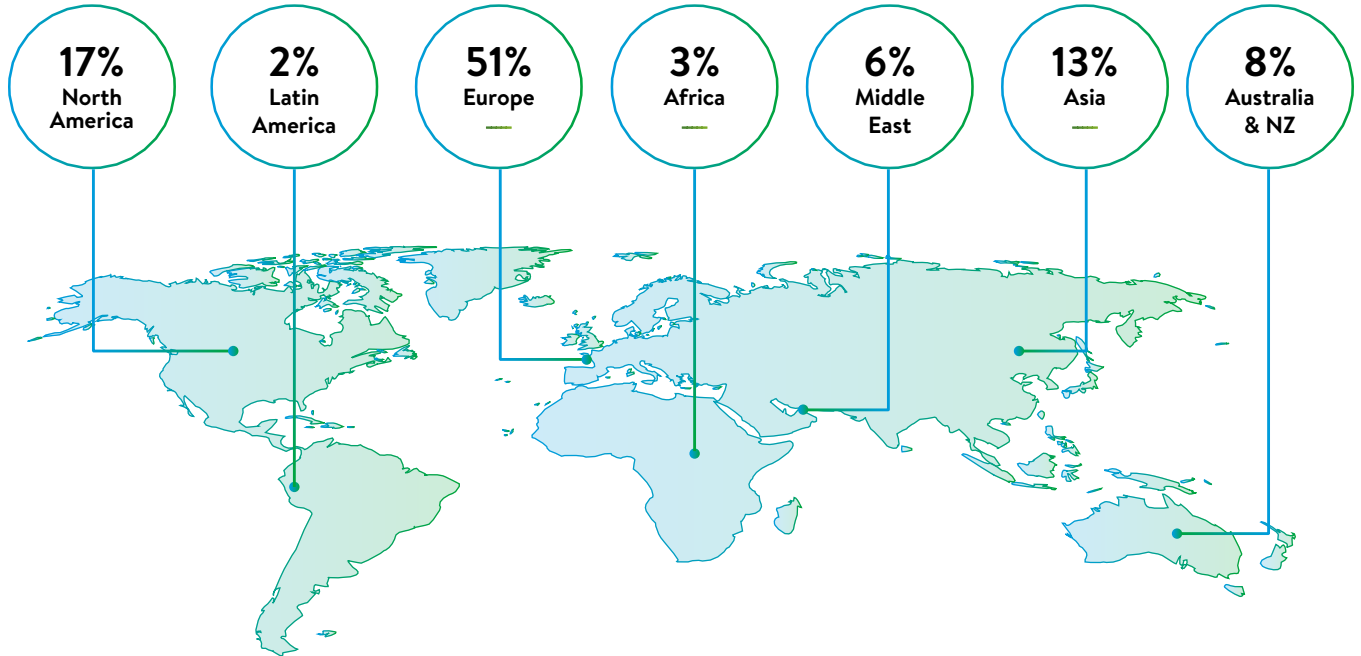 17%
North
America
2%
Latin
America
51%
Europe
3%
Africa
6%
Middle
East
13%
Asia
8%
Australia
& NZ